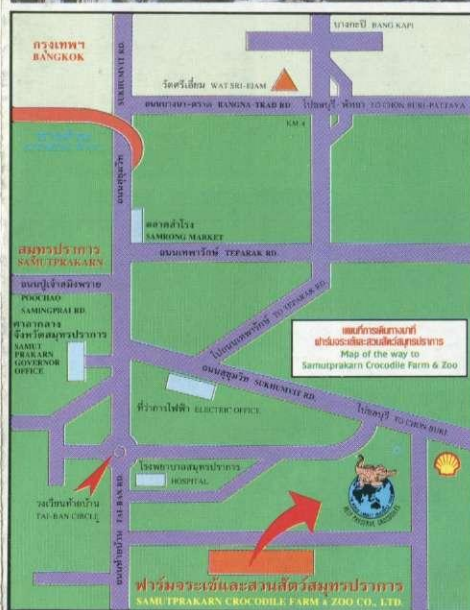 บางกะปิ BANG KAPI
กรุงเทพฯ
BANGKOK
SUKHUMVIT RD.
วัดศรีเอี่ยม WAT SRI-EIAM
ถนนบางนา-ตราด BANGNA-TRAD RD
ไปชลบุรี-พัทยา TO CHON BURI-PATTAYA
KM.4
ถนนสุขุมวิท
ตลาดสำโรง
SAMRONG MARKET
สมุทรปราการ
SAMUTPRAKARN
ถนนเทพารักษ์ TEPARAK RD.
ถนนปู่เจ้าสมิงพราย
POOCHAO
SAMINGPRAI RD.
ศาลากลาง
จังหวัดสมุทรปราการ
SAMUT
PRAKARN
GOVERNOR
OFFICE
ไปถนนเทพารักษ์ TO TEPARAK RD.
แผนที่การเดินทางมาที่
ฟาร์มจระเข้และสวนสัตว์สมุทรปราการ
Map of the way to
Samutprakarn Crocodile Farm & Zoo
ถนนสุขุมวิท SUKHUMVIT RD.
ที่ว่าการไฟฟ้า ELECTRIC OFFICE
ไปชลบุรี TO CHON BURI
โรงพยาบาลสมุทรปราการ
HOSPITAL
วงเวียนท้ายบ้าน
TAI-BAN CIRCLE
ถนนท้ายบ้าน TAI-BAN RD.
Shell
ฟาร์มจระเข้และสวนสัตว์สมุทรปราการ
SAMUTPRAKARN CROCODILE FARM & ZOO CO., LTD.